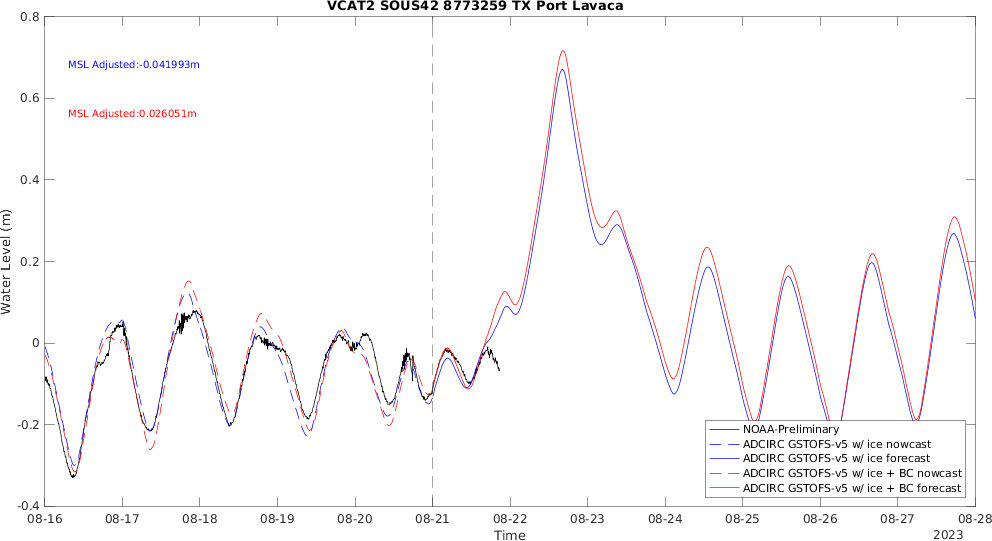 VCAT2 SOUS42 8773259 TX Port Lavaca
MSL Adjusted:-0.041993m
MSL Adjusted:0.026051m
Water Level (m)
0.8
0.6
0.4
0.2
0
-0.2
-0.4
NOAA-Preliminary
ADCIRC GSTOFS-v5 w/ ice nowcast
ADCIRC GSTOFS-v5 w/ ice forecast
ADCIRC GSTOFS-v5 w/ ice + BC nowcast
ADCIRC GSTOFS-v5 w/ ice + BC forecast
08-16 08-17 08-18 08-19 08-20 08-21 08-22 08-23 08-24 08-25 08-26 08-27 08-28
Time
2023